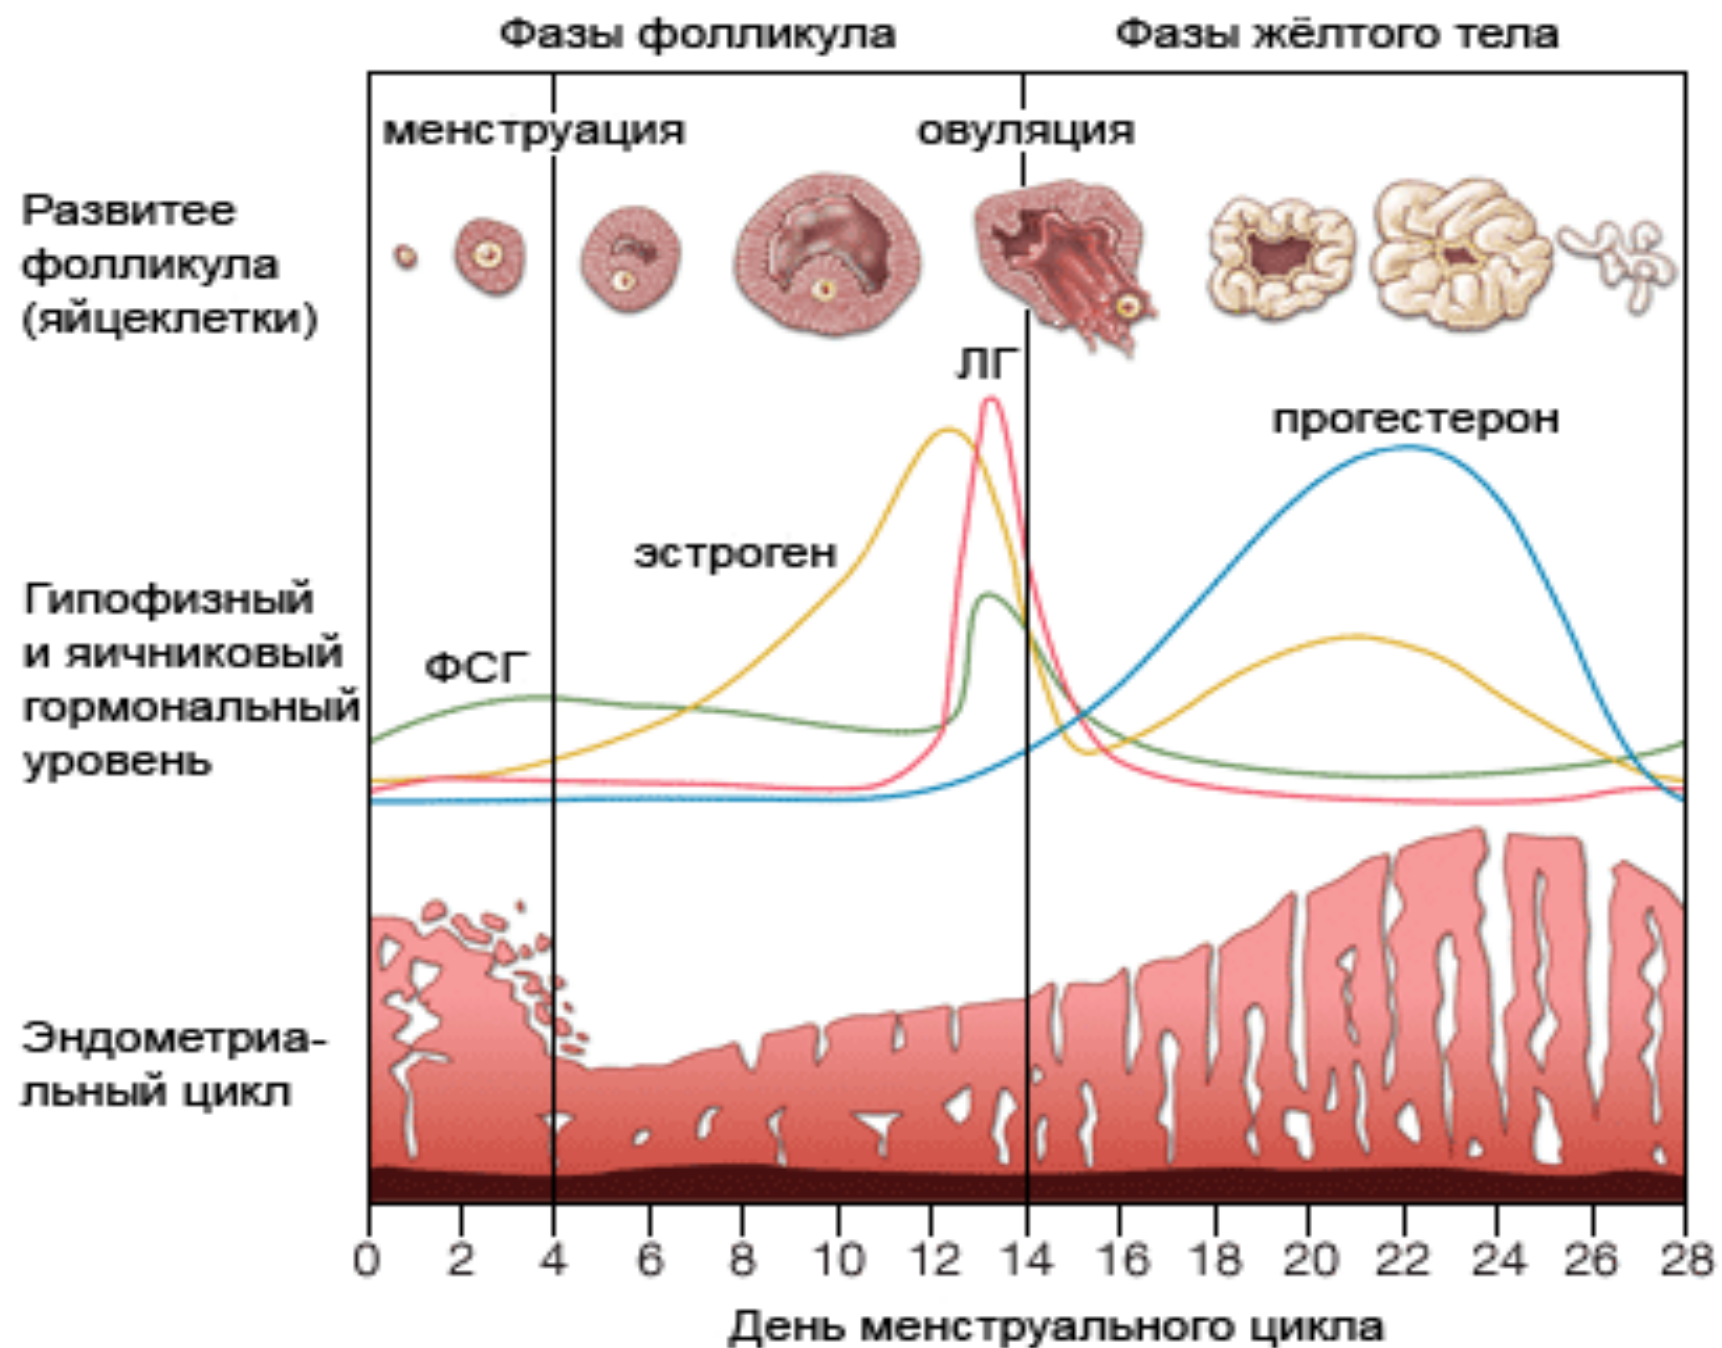 Фазы фолликула
Фазы жёлтого тела
менструация
овуляция
Развитее
фолликула
(яйцеклетки)
ЛГ
прогестерон
эстроген
ФСГ
Гипофизный
и яичниковый
гормональный
уровень
Эндометриа-
льный цикл
0 2 4 6 8 10 12 14 16 18 20 22 24 26 28
День менструального цикла